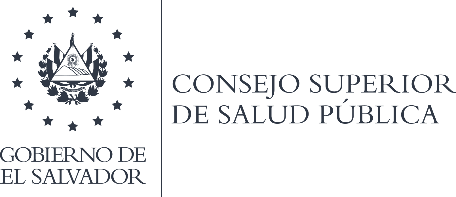 GOBIERNO DE
EL SALVADOR
CONSEJO SUPERIOR
DE SALUD PÚBLICA